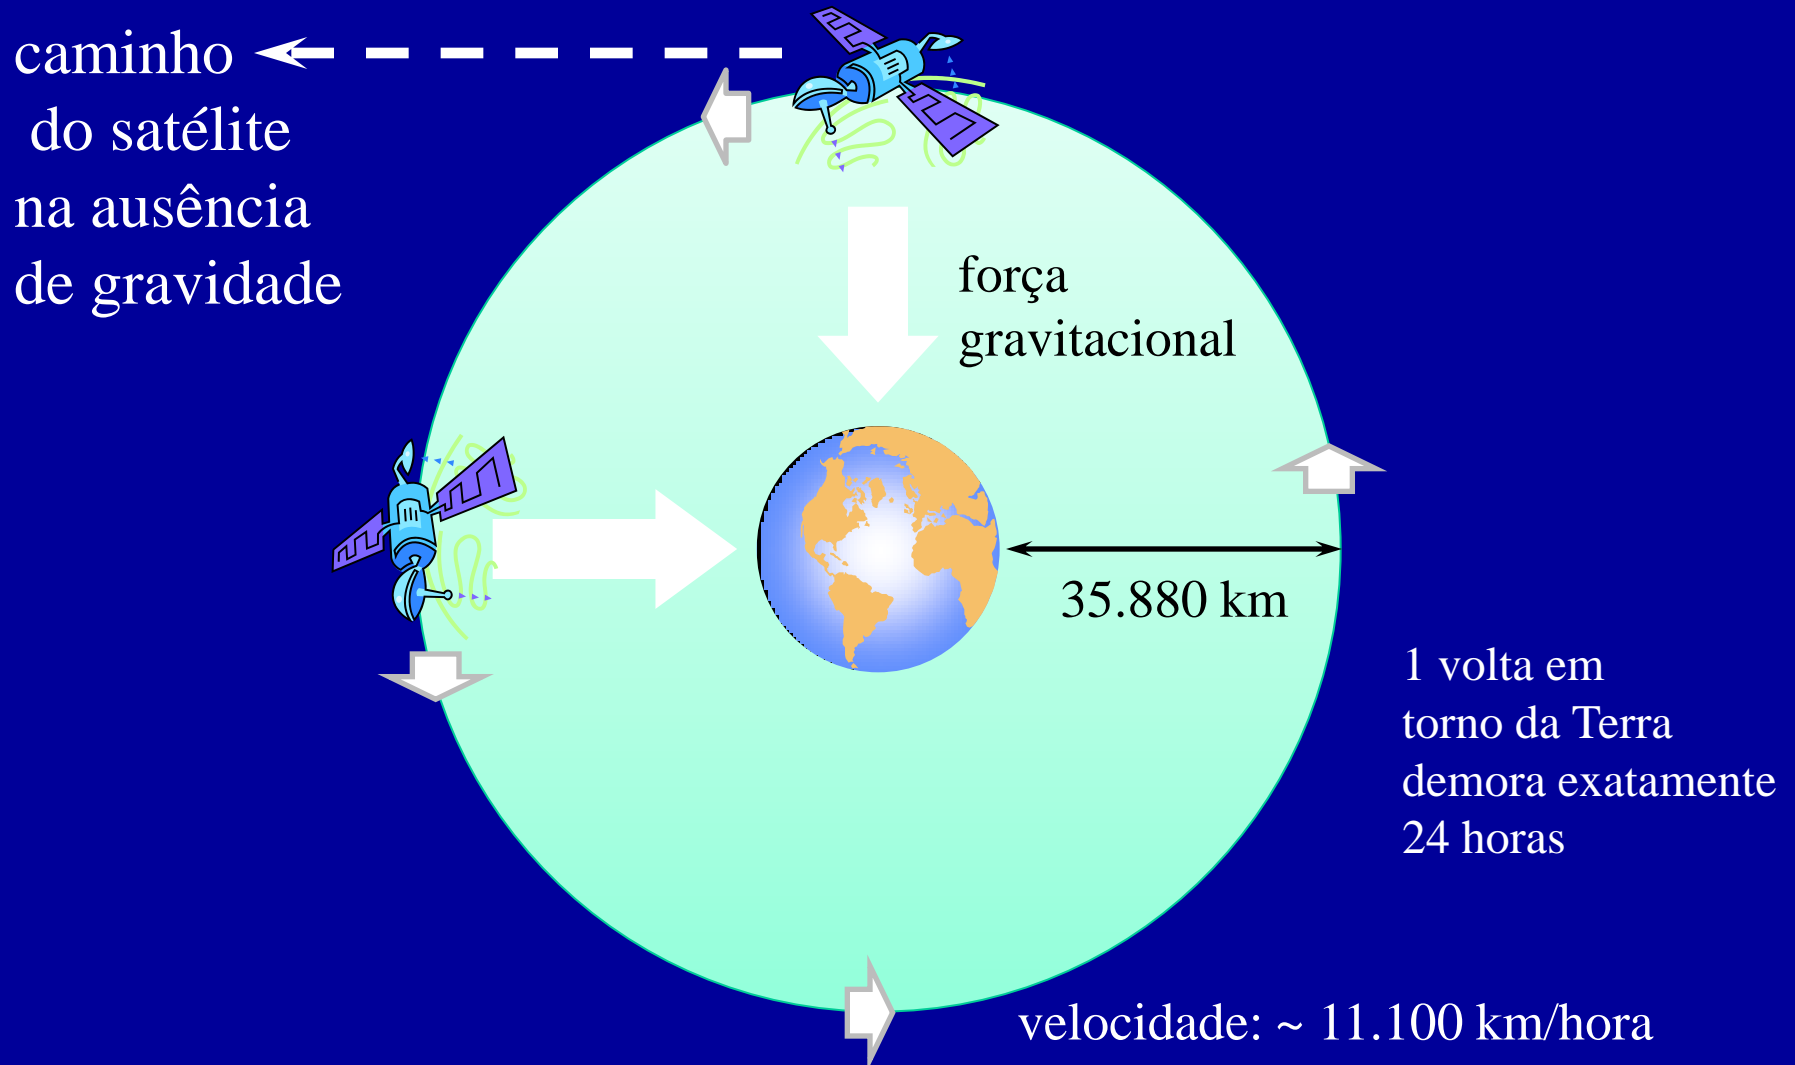 caminho
do satélite
na ausência
de gravidade
força
gravitacional
35.880 km
1 volta em
torno da Terra
demora exatamente
24 horas
velocidade: ~ 11.100 km/hora